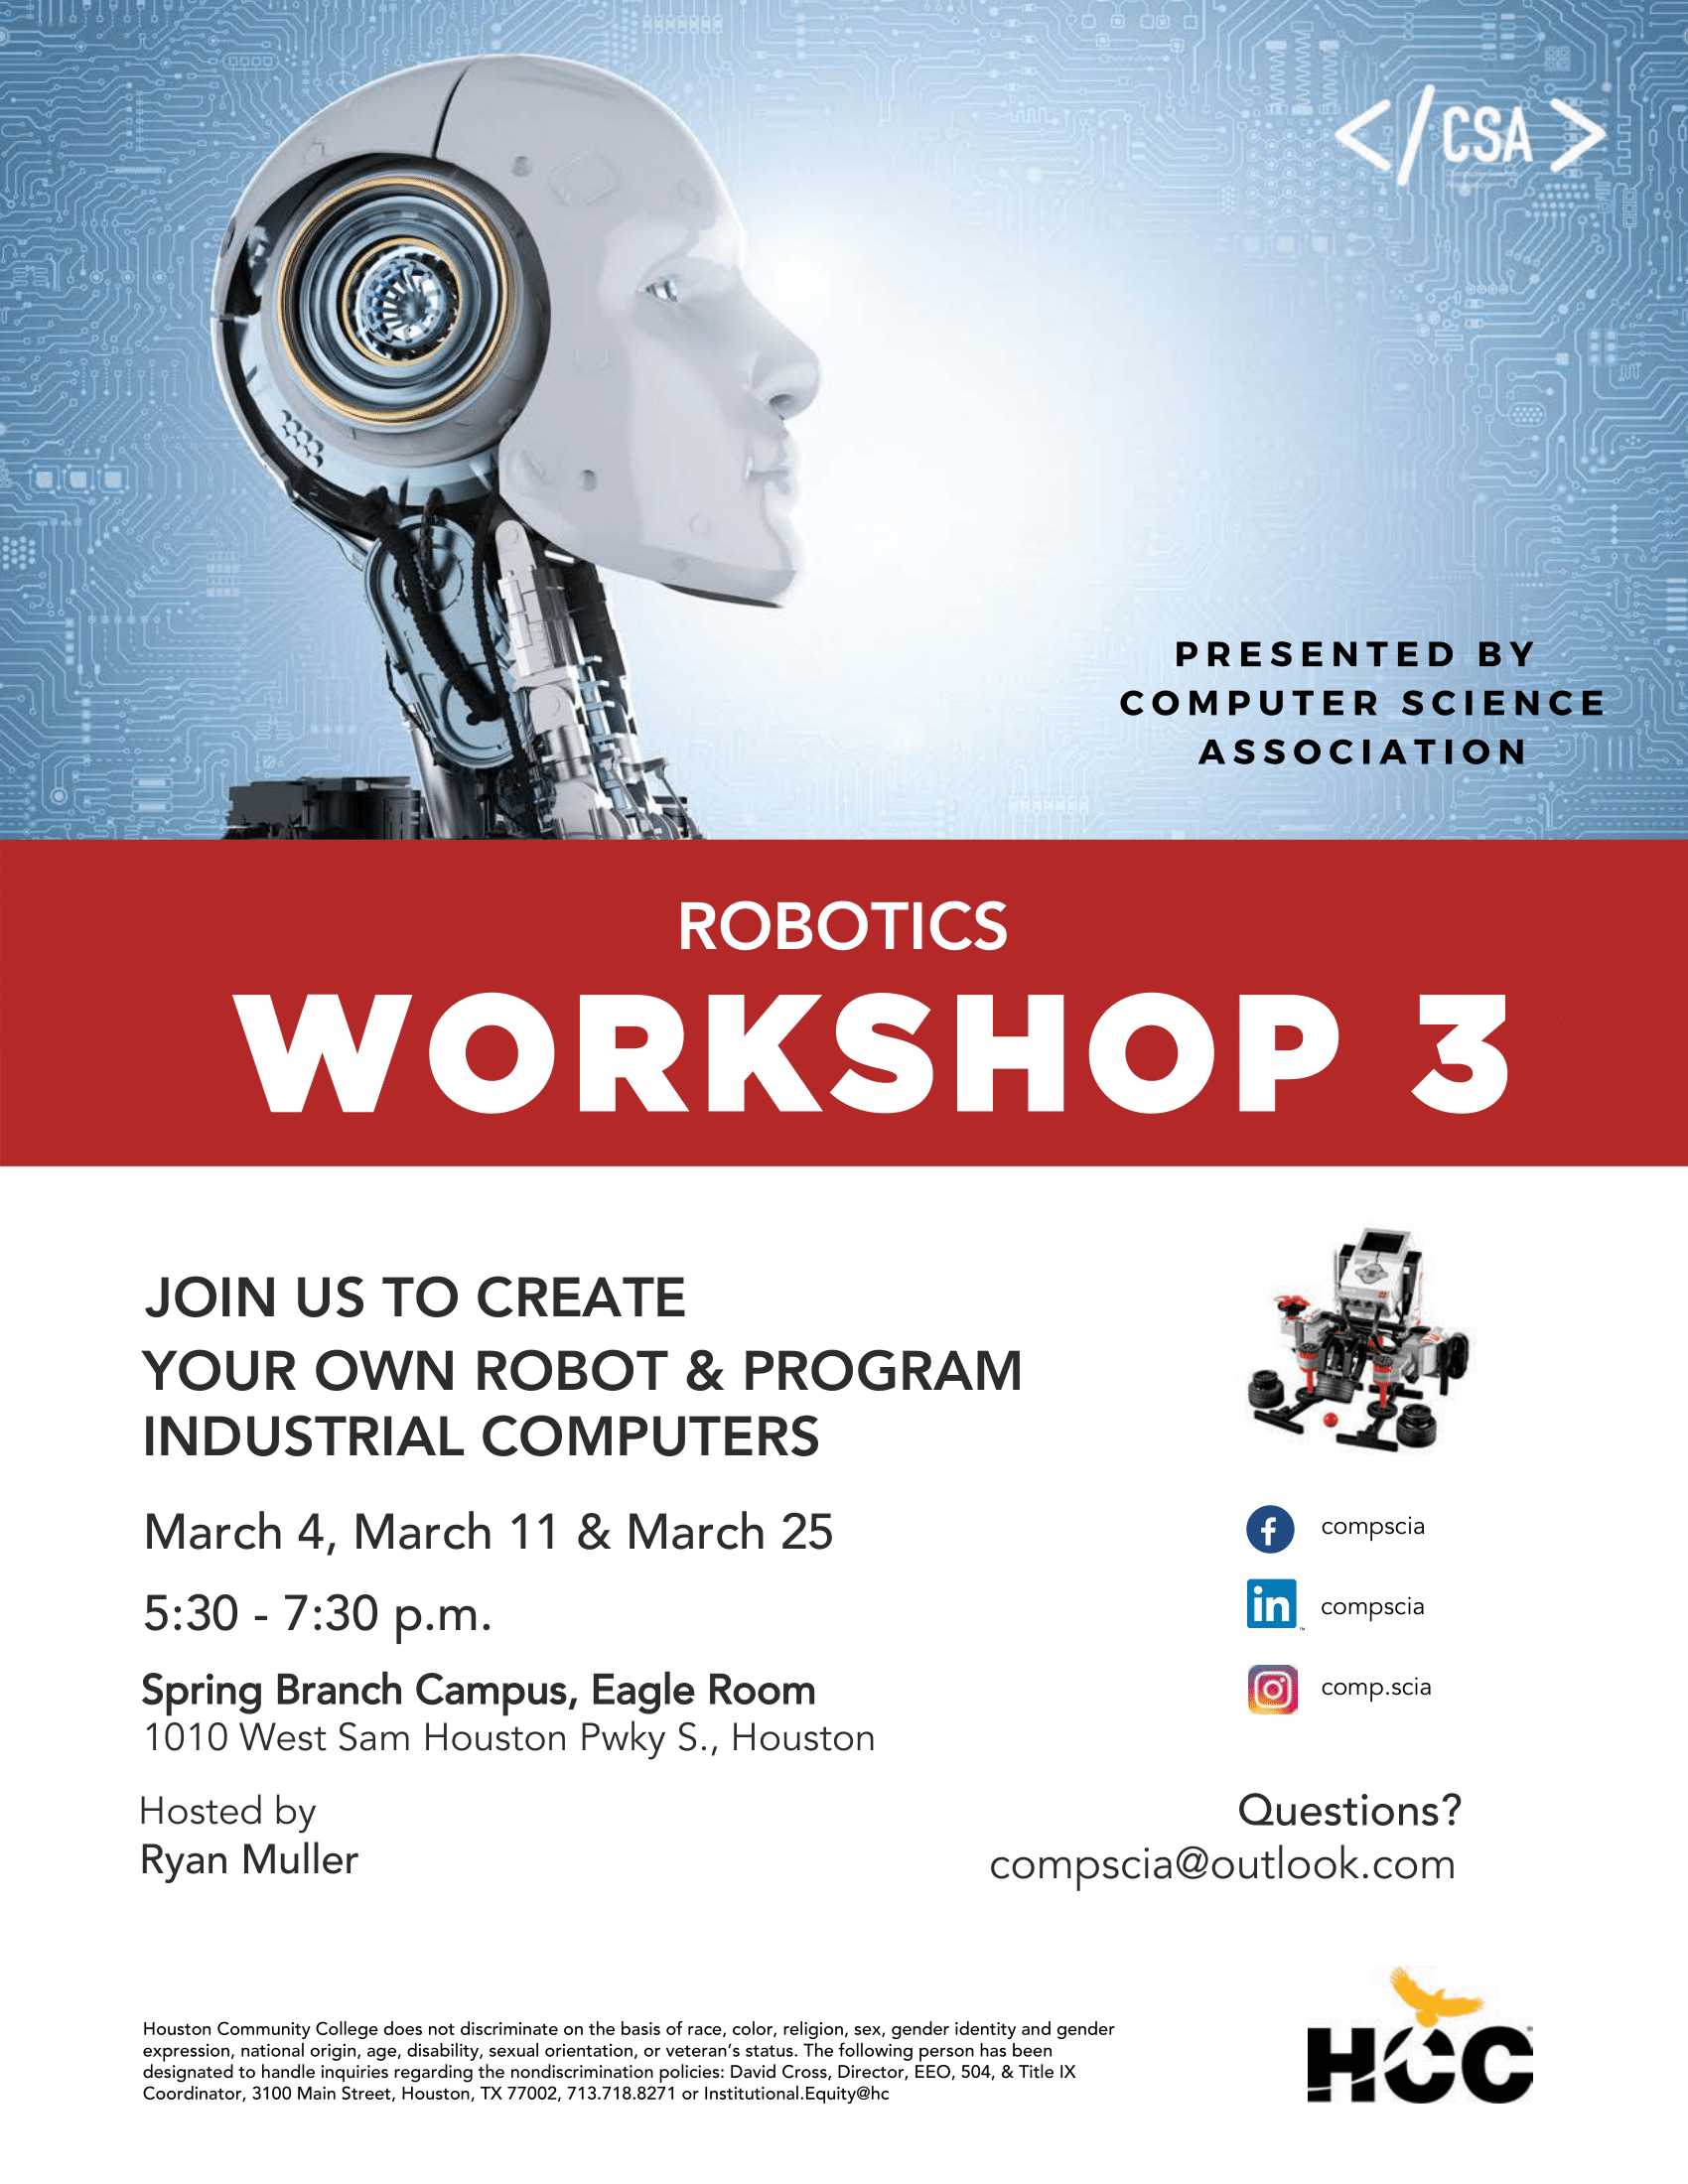 </CSA>
PRESENTED BY
COMPUTER SCIENCE
ASSOCIATION
ROBOTICS
WORKSHOP 3
JOIN US TO CREATE
YOUR OWN ROBOT & PROGRAM
INDUSTRIAL COMPUTERS
March 4, March 11 & March 25
5:30 - 7:30 p.m.
Spring Branch Campus, Eagle Room
1010 West Sam Houston Pwky S., Houston
Hosted by
Ryan Muller
compscia
in compscia
comp.scia
Questions?
compscia@outlook.com
Houston Community College does not discriminate on the basis of race, color, religion, sex, gender identity and gender
expression, national origin, age, disability, sexual orientation, or veteran's status. The following person has been
designated to handle inquiries regarding the nondiscrimination policies: David Cross, Director, EEO, 504, & Title IX
Coordinator, 3100 Main Street, Houston, TX 77002, 713.718.8271 or Institutional.Equity@hc
HCC